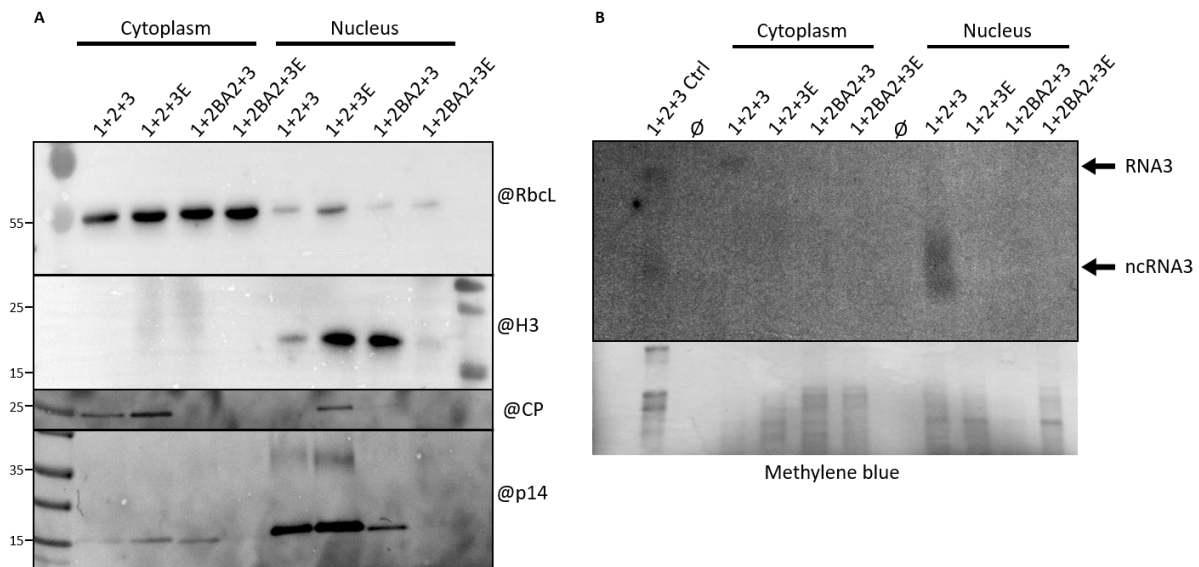 A
Cytoplasm Nucleus
1+2+3 1+2+3E 1+2BA2+3 1+2BA2+3E 1+2+3 1+2+3E 1+2BA2+3 1+2BA2+3E
@RbcL
55
25
@H3
15
25
@CP
35
@p14
15
B
Cytoplasm Nucleus
1+2+3 Ctrl Ø 1+2+3 1+2+3E 1+2BA2+3 1+2BA2+3E Ø 1+2+3 1+2+3E 1+2BA2+3 1+2BA2+3E
RNA3
ncRNA3
Methylene blue